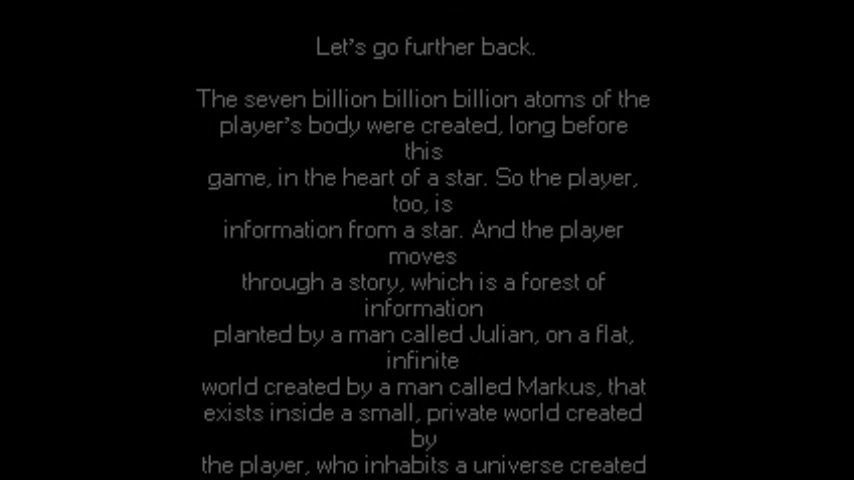 Let's go further back.
The seven billion billion billion atoms of the
player's body were created, long before
this
game, in the heart of a star. So the player,
too, is
information from a star. And the player
moves
through a story, which is a forest of
information
planted by a man called Julian, on a flat,
infinite
world created by a man called Markus, that
exists inside a small, private world created
by
the player, who inhabits a universe created